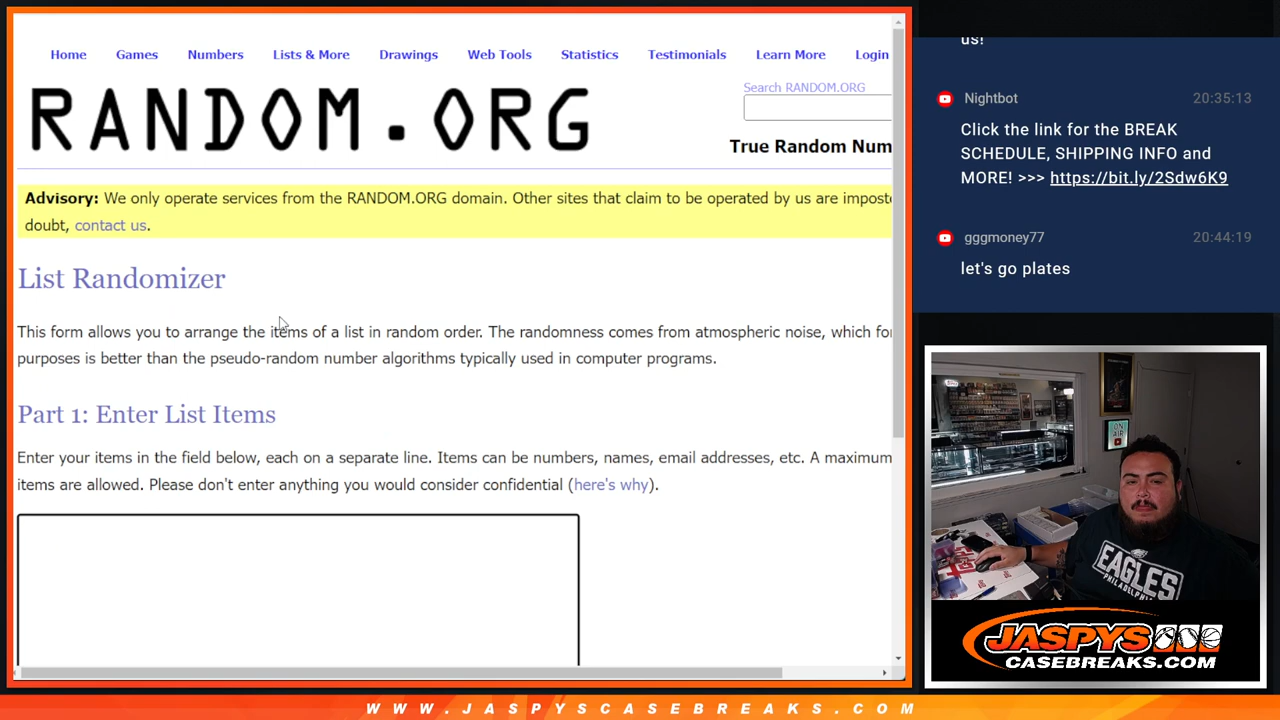 Home Games Numbers Lists & More Drawings Web Tools Statistics Testimonials Learn More Login
RANDOM.ORG
Search RANDOM.ORG
True Random Num
Advisory: We only operate services from the RANDOM.ORG domain. Other sites that claim to be operated by us are imposte
doubt, contact us.
List Randomizer
This form allows you to arrange the items of a list in random order. The randomness comes from atmospheric noise, which for
purposes is better than the pseudo-random number algorithms typically used in computer programs.
Part 1: Enter List Items
Enter your items in the field below, each on a separate line. Items can be numbers, names, email addresses, etc. A maximum
items are allowed. Please don't enter anything you would consider confidential (here's why).
us!
Nightbot 20:35:13
Click the link for the BREAK
SCHEDULE, SHIPPING INFO and
MORE! >>> https://bit.ly/2Sdw6K9
gggmoney77 20:44:19
let's go plates
ON
AIR
EAGLES
PHILADELPHIA
JASPYS
CASEBREAKS.COM
WWW.JASPYSCASEBREAKS.COM